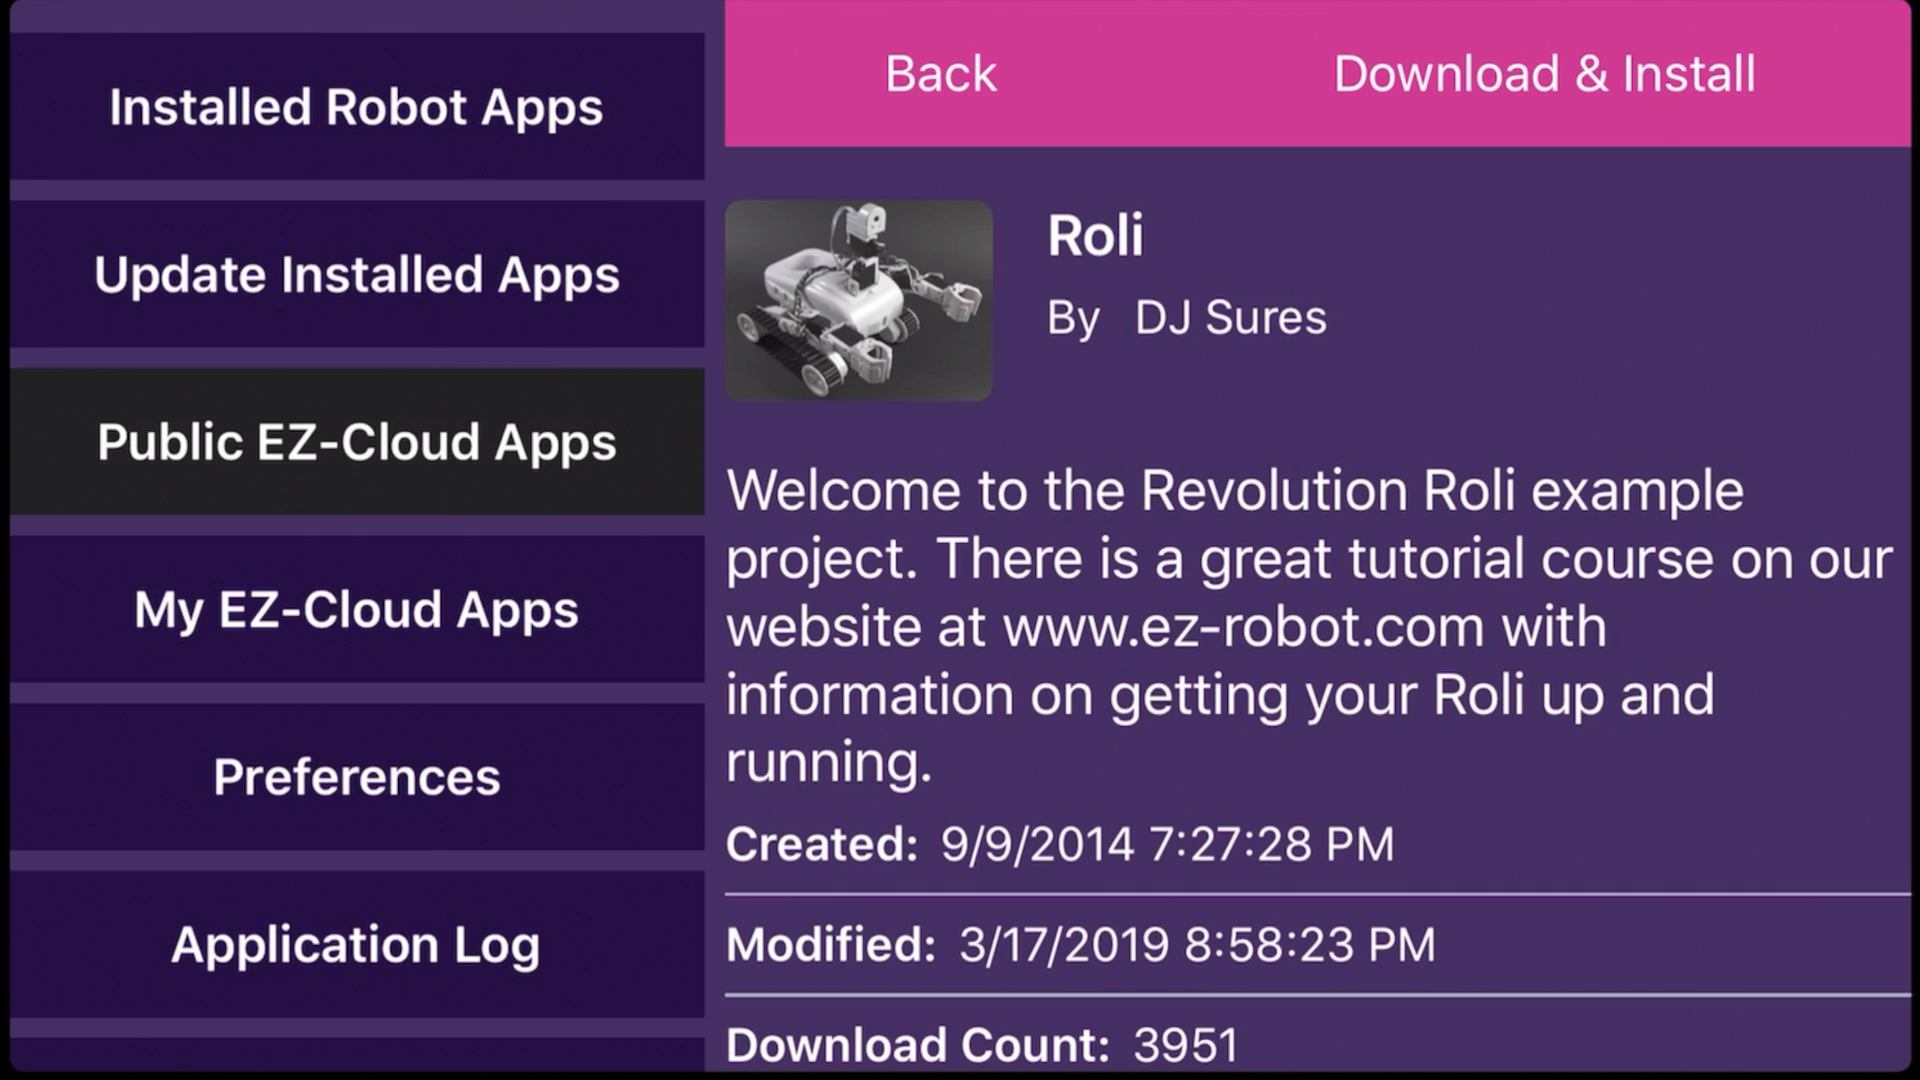 Installed Robot Apps
Update Installed Apps
Public EZ-Cloud Apps
My EZ-Cloud Apps
Preferences
Application Log
Back
Download & Install
Roli
By DJ Sures
Welcome to the Revolution Roli example
project. There is a great tutorial course on our
website at www.ez-robot.com with
information on getting your Roli up and
running.
Created: 9/9/2014 7:27:28 PM
Modified: 3/17/2019 8:58:23 PM
Download Count: 3951